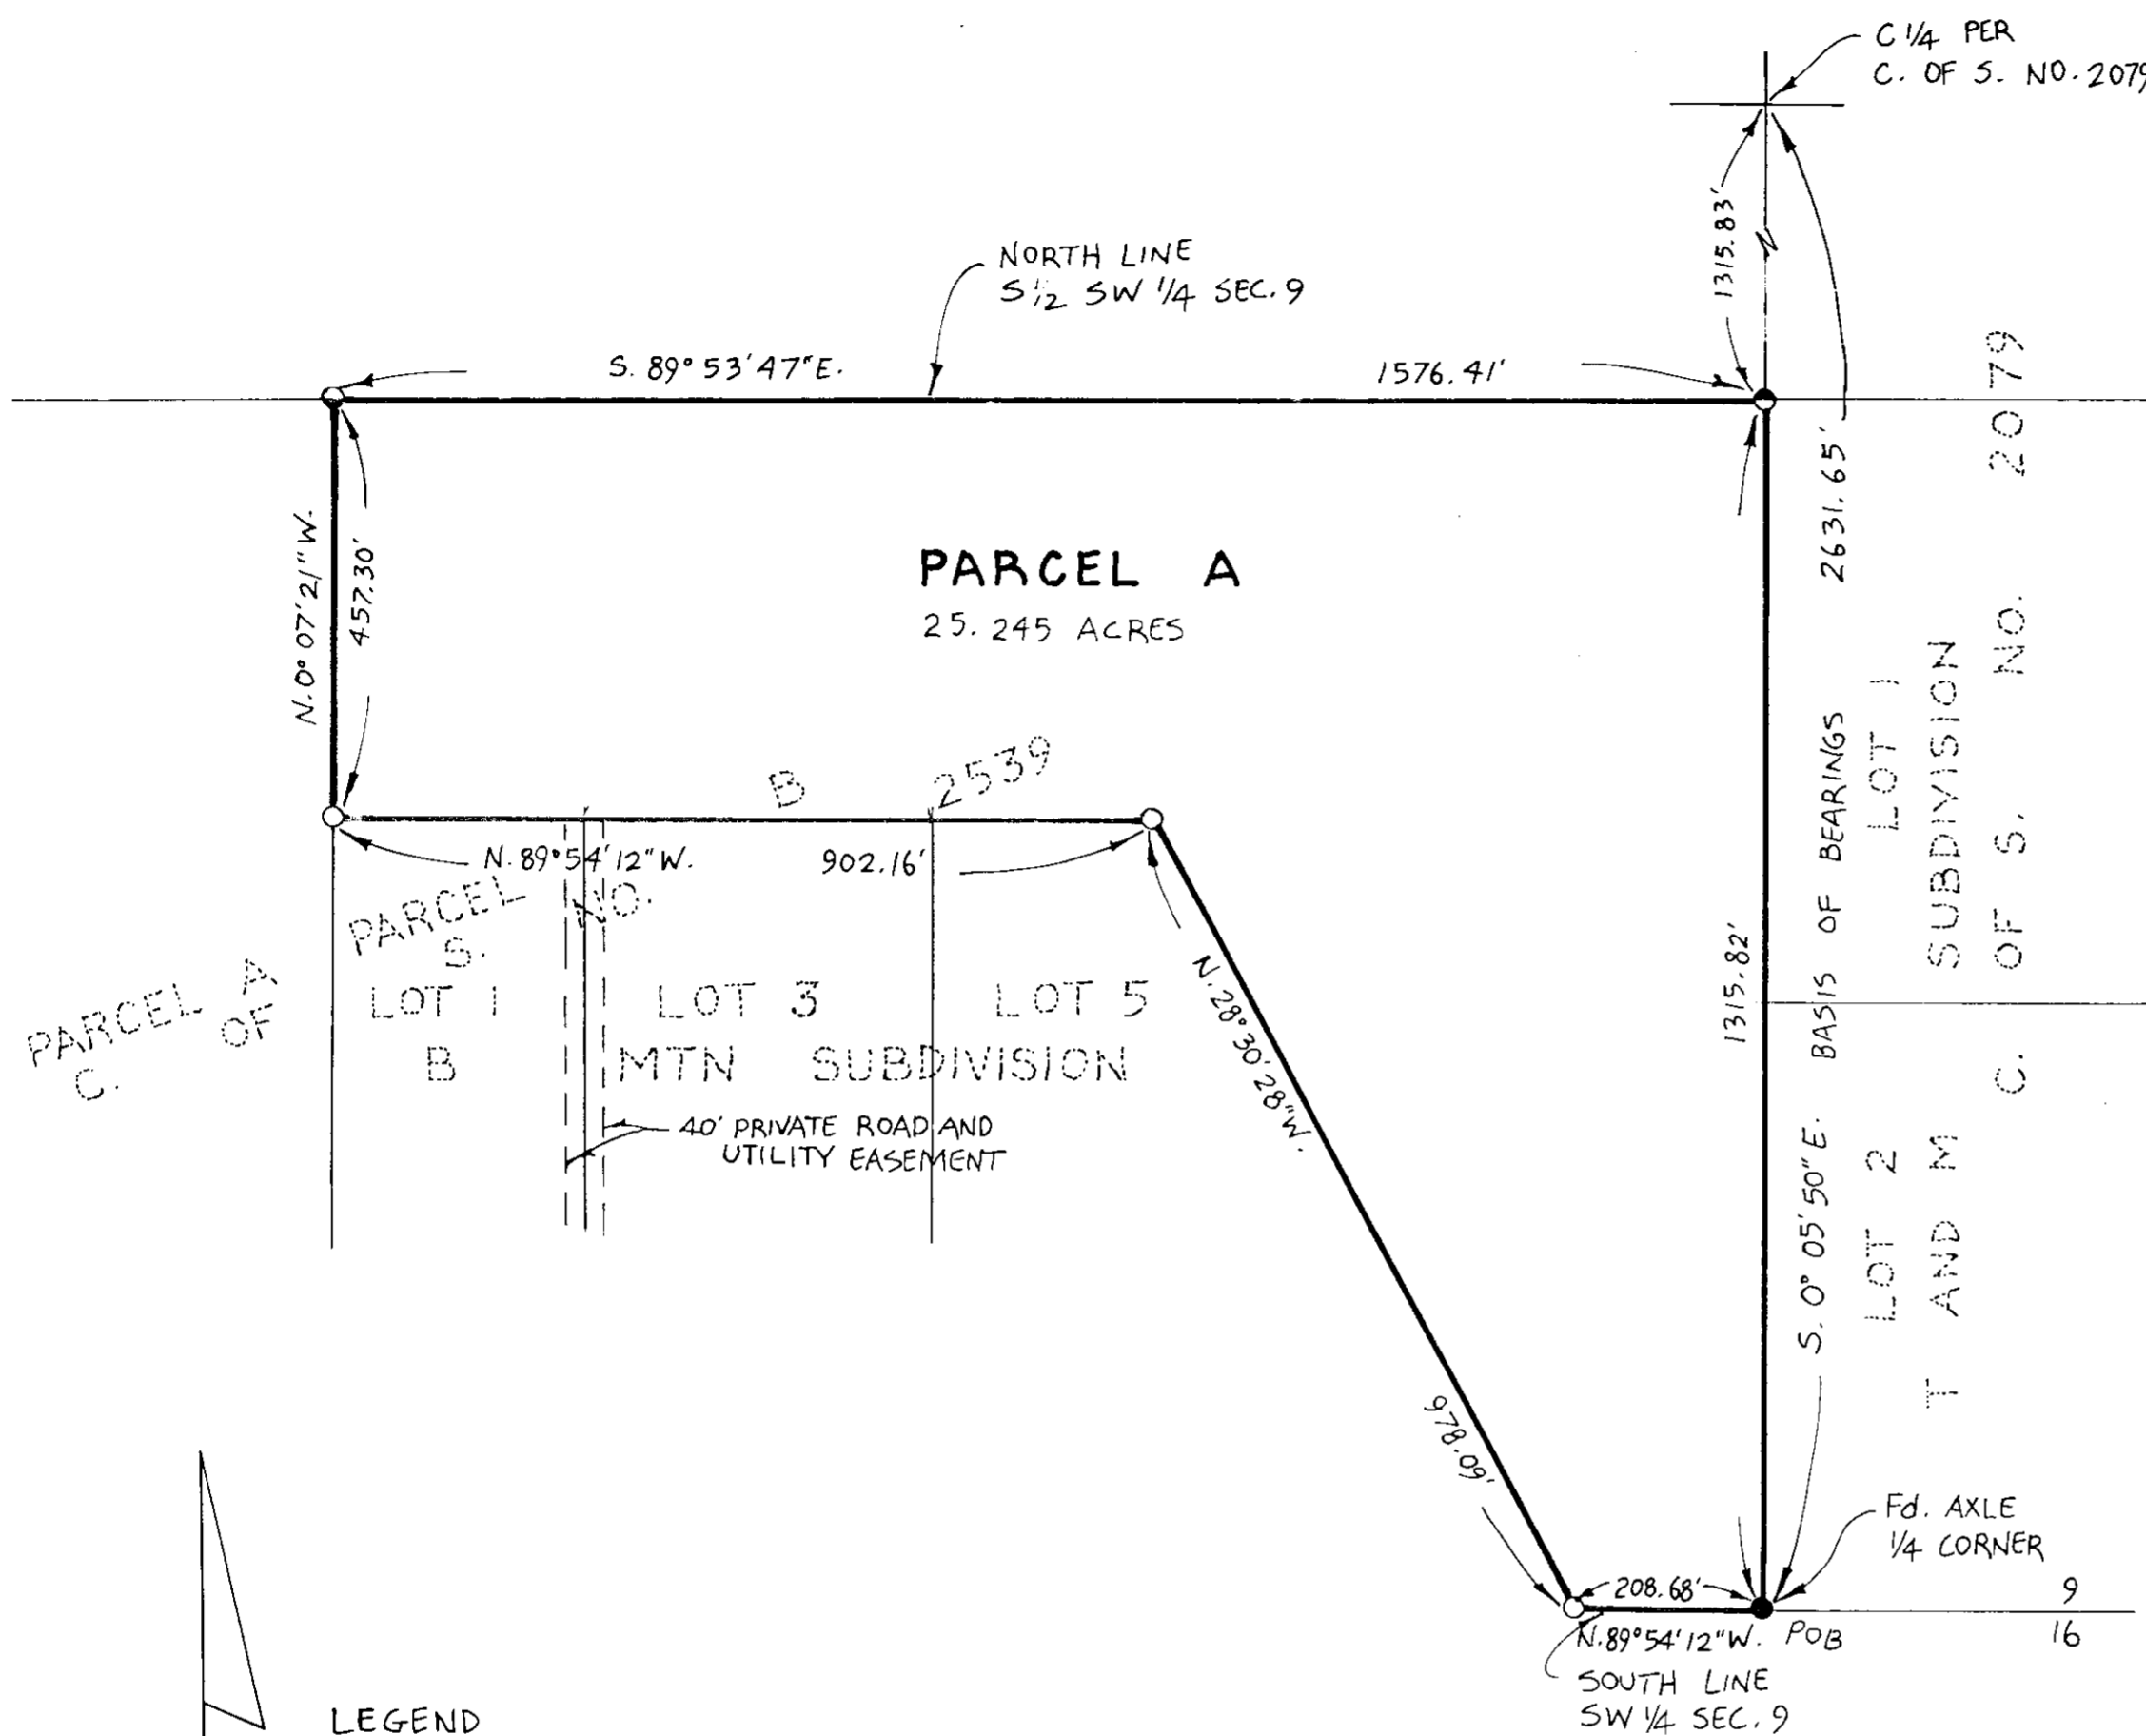 C 1/4 PER
C. OF S. NO. 2079
1315.83'
NORTH LINE
S 1/2 SW 1/4 SEC. 9
S. 89° 53' 47" E.
1576.41'
N. 0° 07' 21" W.
457.30'
PARCEL A
25.245 ACRES
2631.65'
BASIS OF BEARINGS
S. 0° 05' 50" E.
1315.82'
LOT 1
LOT 2
T AND M SUBDIVISION
C. OF S. NO. 2079
N. 89° 54' 12" W.
902.16'
PARCEL B
S. NO. 2539
PARCEL A
C. OF
LOT 1
LOT 3
LOT 5
B MTN SUBDIVISION
40' PRIVATE ROAD AND
UTILITY EASEMENT
N. 28° 30' 28" W.
978.09'
Fd. AXLE
1/4 CORNER
208.68'
9
16
N. 89° 54' 12" W.
POB
SOUTH LINE
SW 1/4 SEC. 9
LEGEND